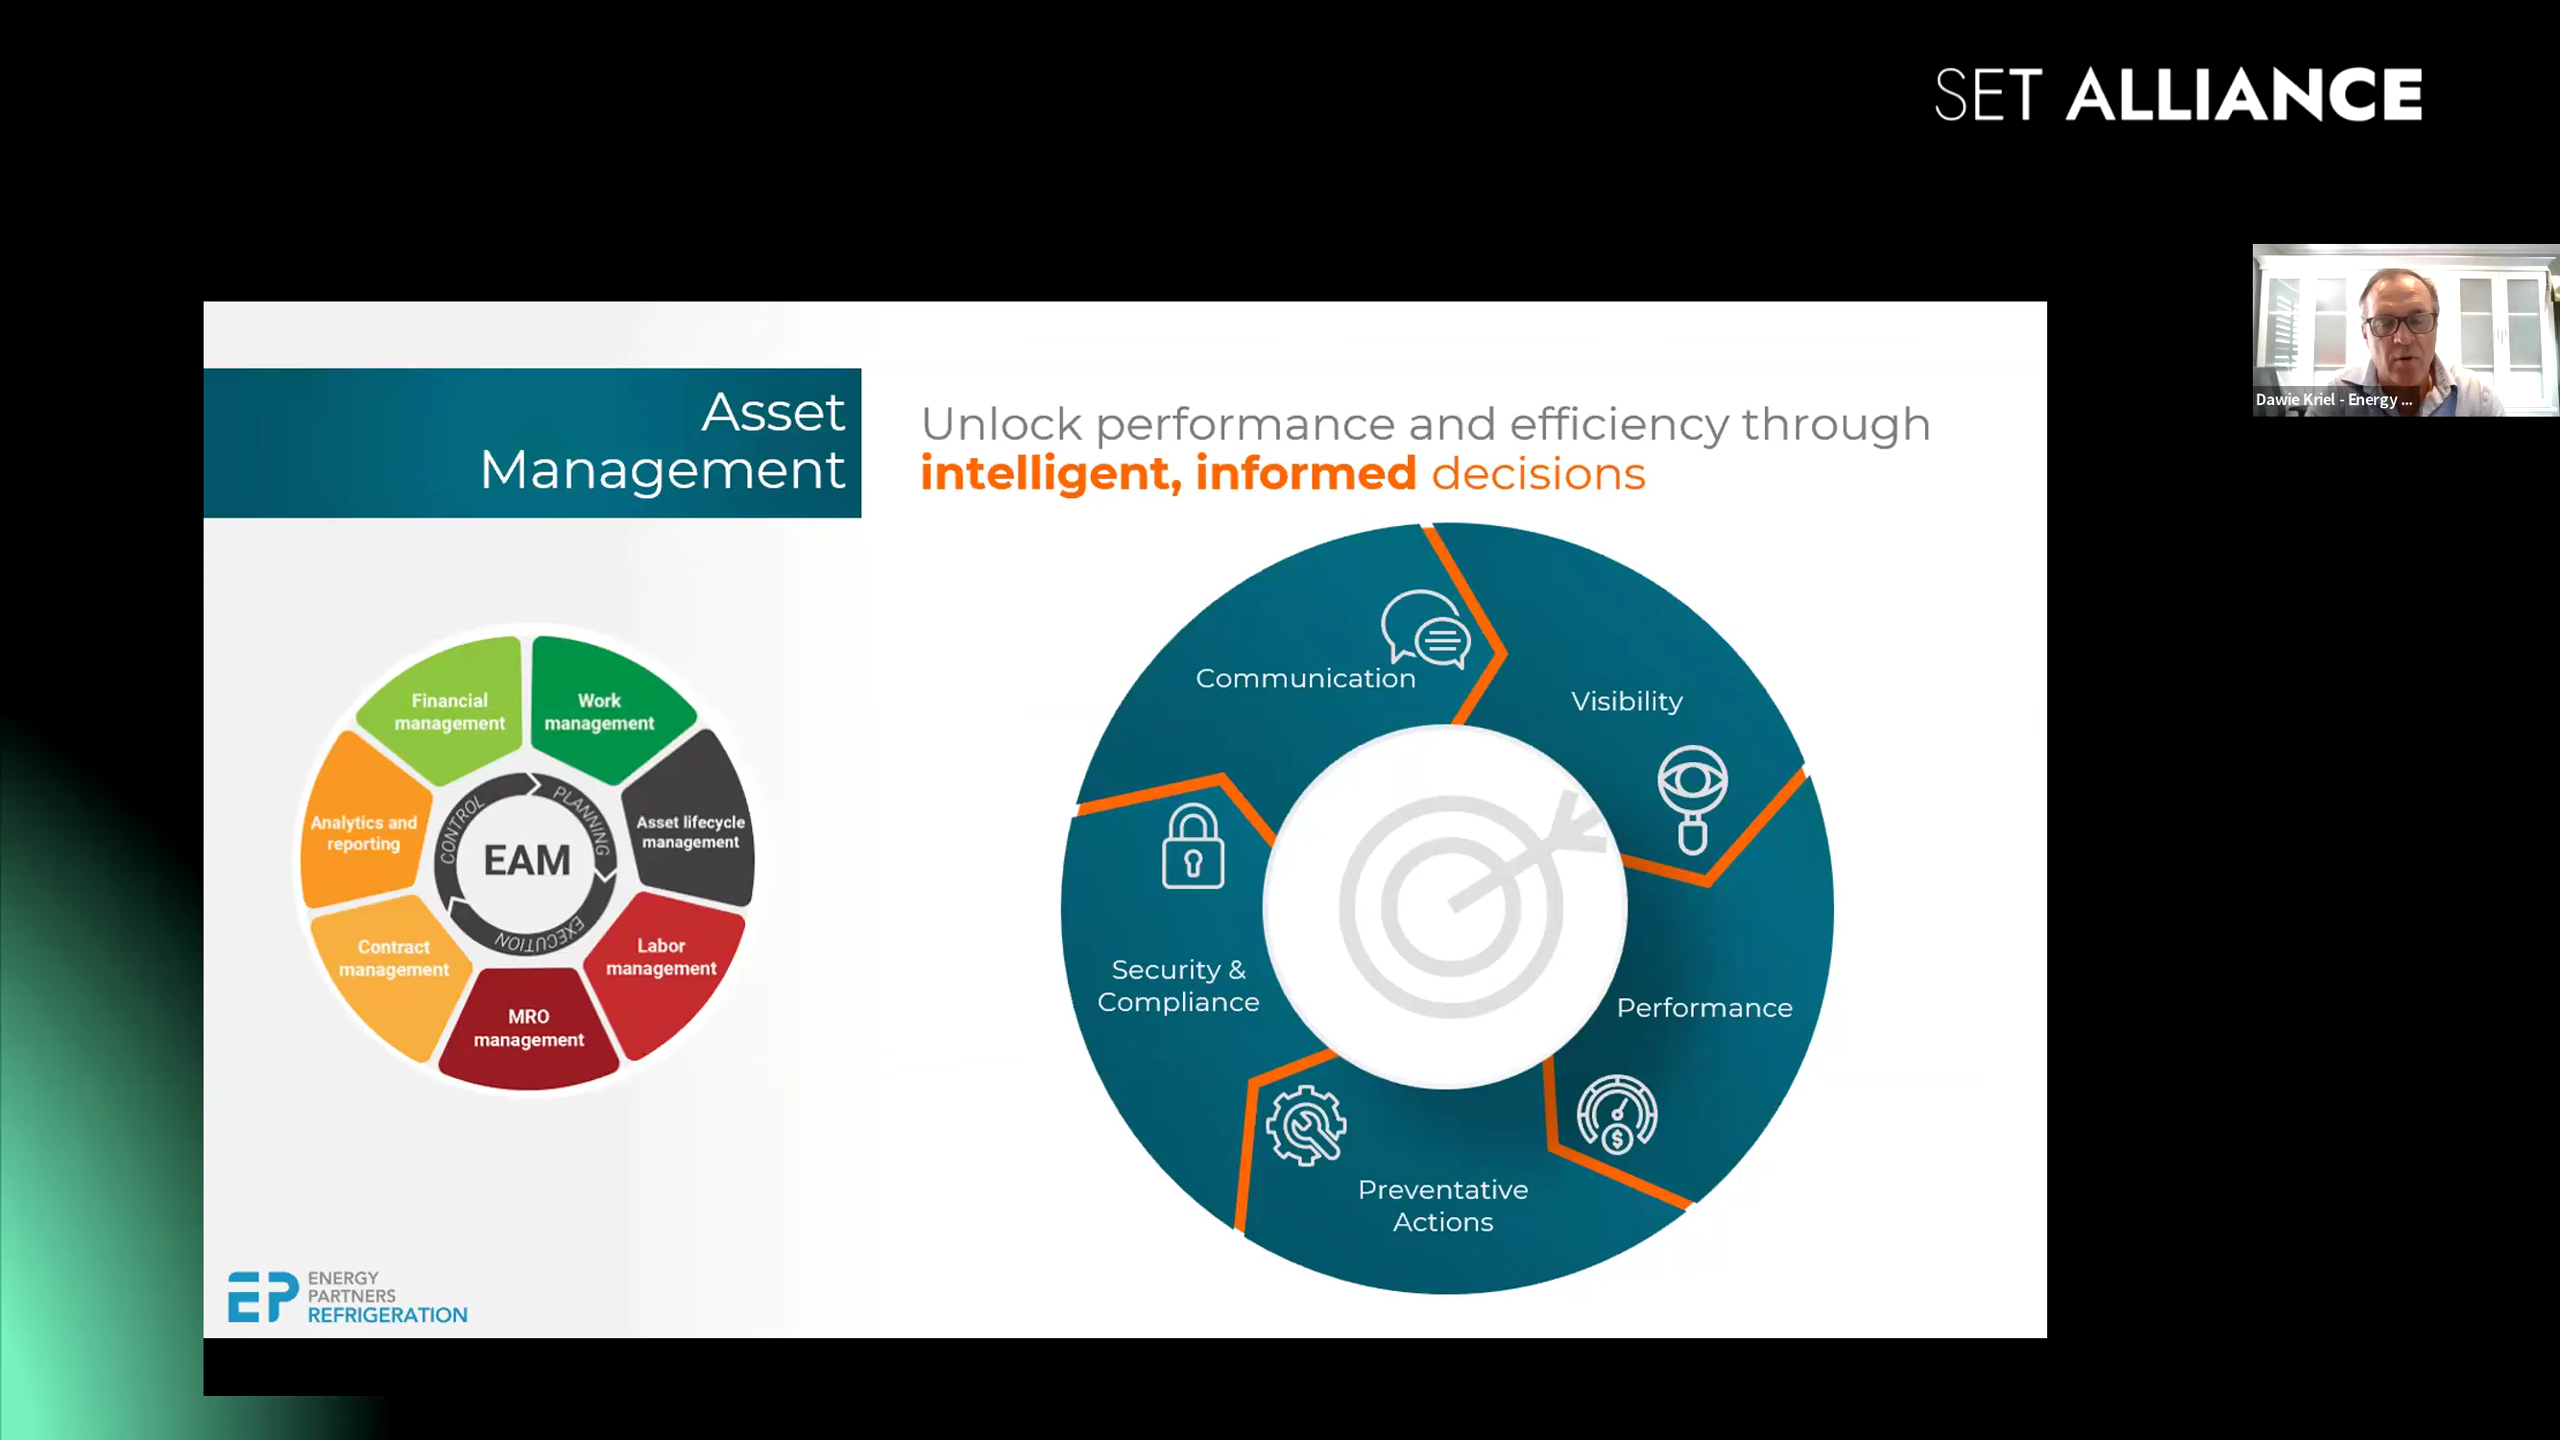 SET ALLIANCE
Dawie Kriel - Energy ...
Asset
Management
Unlock performance and efficiency through
intelligent, informed decisions
Financial
management
Work
management
Analytics and
reporting
Asset lifecycle
management
Contract
management
Labor
management
MRO
management
CONTROL
PLANNING
EXECUTION
EAM
Communication
Visibility
Security &
Compliance
Performance
$
Preventative
Actions
EP
ENERGY
PARTNERS
REFRIGERATION